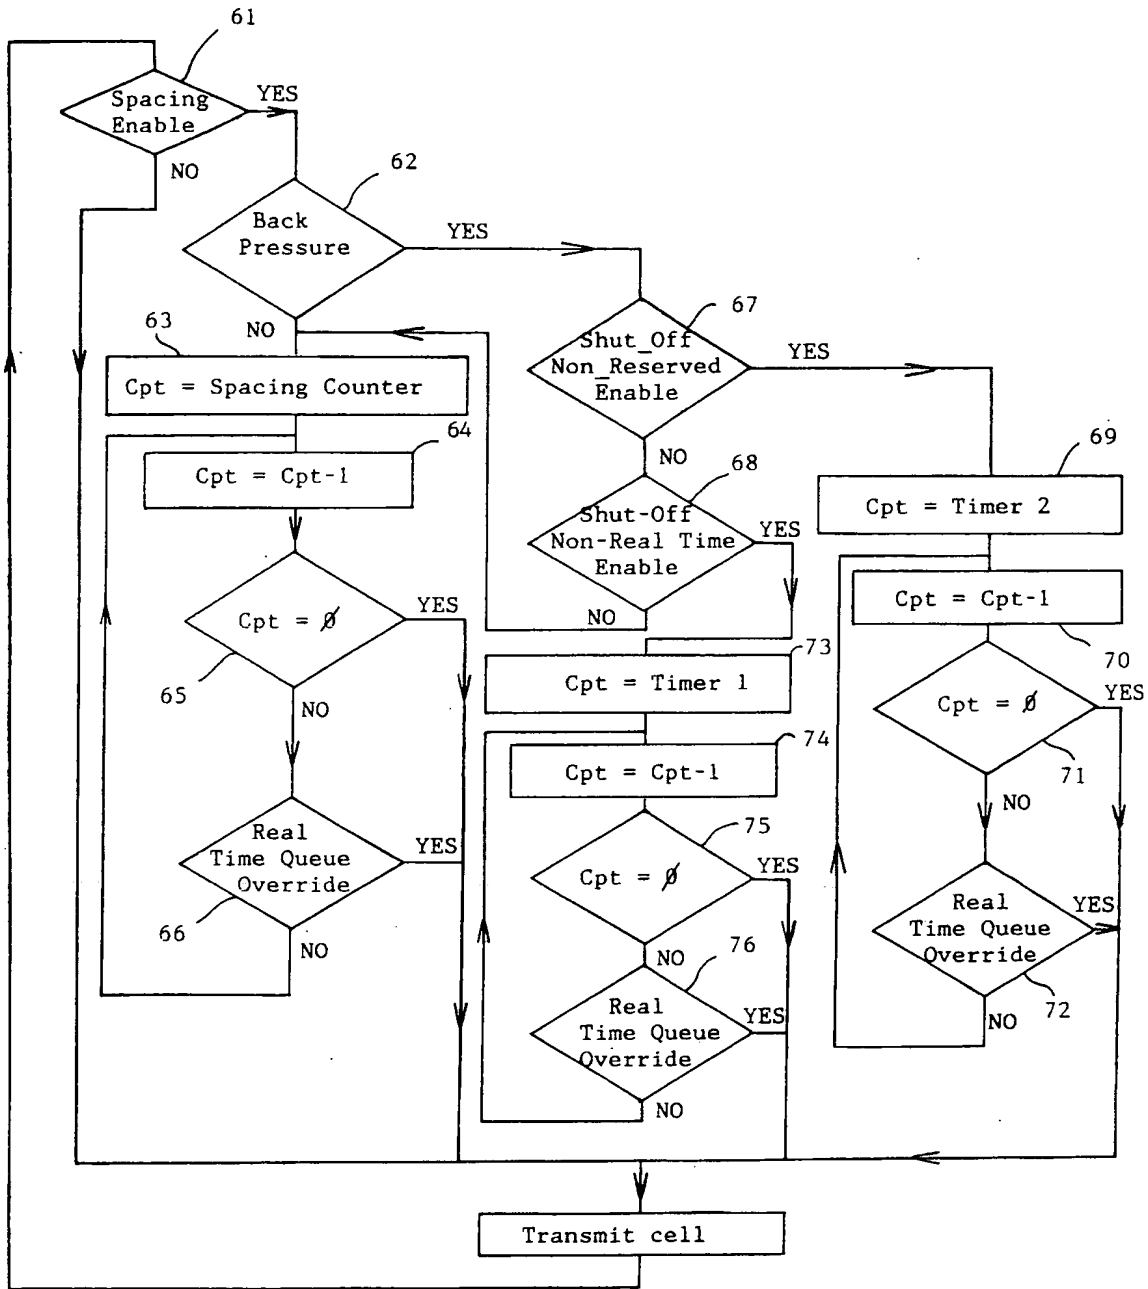 61
Spacing
Enable
YES
NO
62
Back
Pressure
YES
NO
67
Shut_Off
Non_Reserved
Enable
YES
NO
63
Cpt = Spacing Counter
64
Cpt = Cpt-1
68
Shut-Off
Non-Real Time
Enable
YES
NO
69
Cpt = Timer 2
Cpt = Cpt-1
70
Cpt = Ø
YES
65
NO
73
Cpt = Timer 1
Cpt = Ø
YES
71
NO
74
Cpt = Cpt-1
75
Cpt = Ø
YES
NO
Real
Time Queue
Override
YES
66
NO
Real
Time Queue
Override
YES
72
NO
76
Real
Time Queue
Override
YES
NO
Transmit cell